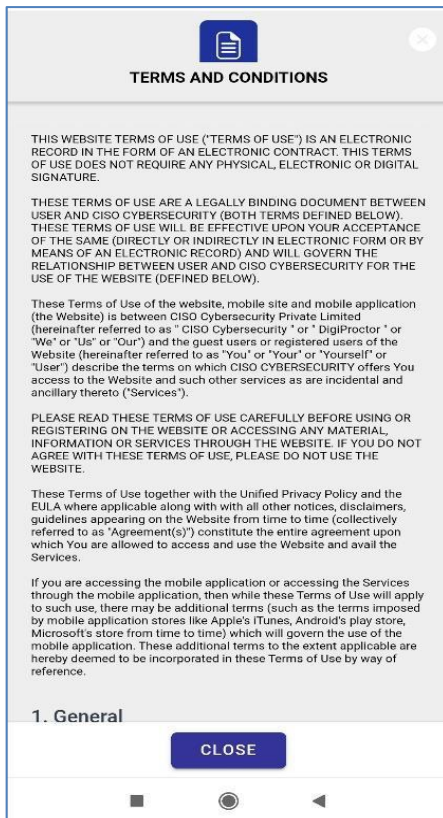 TERMS AND CONDITIONS
THIS WEBSITE TERMS OF USE ("TERMS OF USE") IS AN ELECTRONIC
RECORD IN THE FORM OF AN ELECTRONIC CONTRACT. THIS TERMS
OF USE DOES NOT REQUIRE ANY PHYSICAL, ELECTRONIC OR DIGITAL
SIGNATURE.
THESE TERMS OF USE ARE A LEGALLY BINDING DOCUMENT BETWEEN
USER AND CISO CYBERSECURITY (BOTH TERMS DEFINED BELOW).
THESE TERMS OF USE WILL BE EFFECTIVE UPON YOUR ACCEPTANCE
OF THE SAME (DIRECTLY OR INDIRECTLY IN ELECTRONIC FORM OR BY
MEANS OF AN ELECTRONIC RECORD) AND WILL GOVERN THE
RELATIONSHIP BETWEEN USER AND CISO CYBERSECURITY FOR THE
USE OF THE WEBSITE (DEFINED BELOW).
These Terms of Use of the website, mobile site and mobile application
(the Website) is between CISO Cybersecurity Private Limited
(hereinafter referred to as " CISO Cybersecurity " or " DigiProctor " or
"We" or "Us" or "Our") and the guest users or registered users of the
Website (hereinafter referred to as "You" or "Your" or "Yourself" or
"User") describe the terms on which CISO CYBERSECURITY offers You
access to the Website and such other services as are incidental and
ancillary thereto ("Services").
PLEASE READ THESE TERMS OF USE CAREFULLY BEFORE USING OR
REGISTERING ON THE WEBSITE OR ACCESSING ANY MATERIAL,
INFORMATION OR SERVICES THROUGH THE WEBSITE. IF YOU DO NOT
AGREE WITH THESE TERMS OF USE, PLEASE DO NOT USE THE
WEBSITE.
These Terms of Use together with the Unified Privacy Policy and the
EULA where applicable along with with all other notices, disclaimers,
guidelines appearing on the Website from time to time (collectively
referred to as "Agreement(s)") constitute the entire agreement upon
which You are allowed to access and use the Website and avail the
Services.
If you are accessing the mobile application or accessing the Services
through the mobile application, then while these Terms of Use will apply
to such use, there may be additional terms (such as the terms imposed
by mobile application stores like Apple's iTunes, Android's play store,
Microsoft's store from time to time) which will govern the use of the
mobile application. These additional terms to the extent applicable are
hereby deemed to be incorporated in these Terms of Use by way of
reference.
1. General
CLOSE